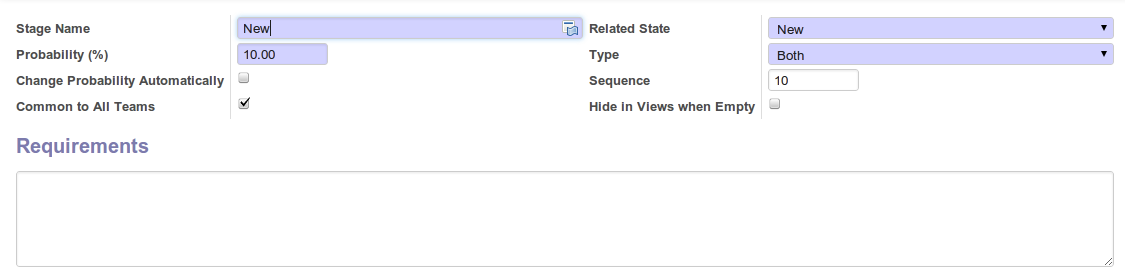 Stage Name New Related State New
Probability (%) 10.00 Type Both
Change Probability Automatically Sequence 10
Common to All Teams Hide in Views when Empty
Requirements